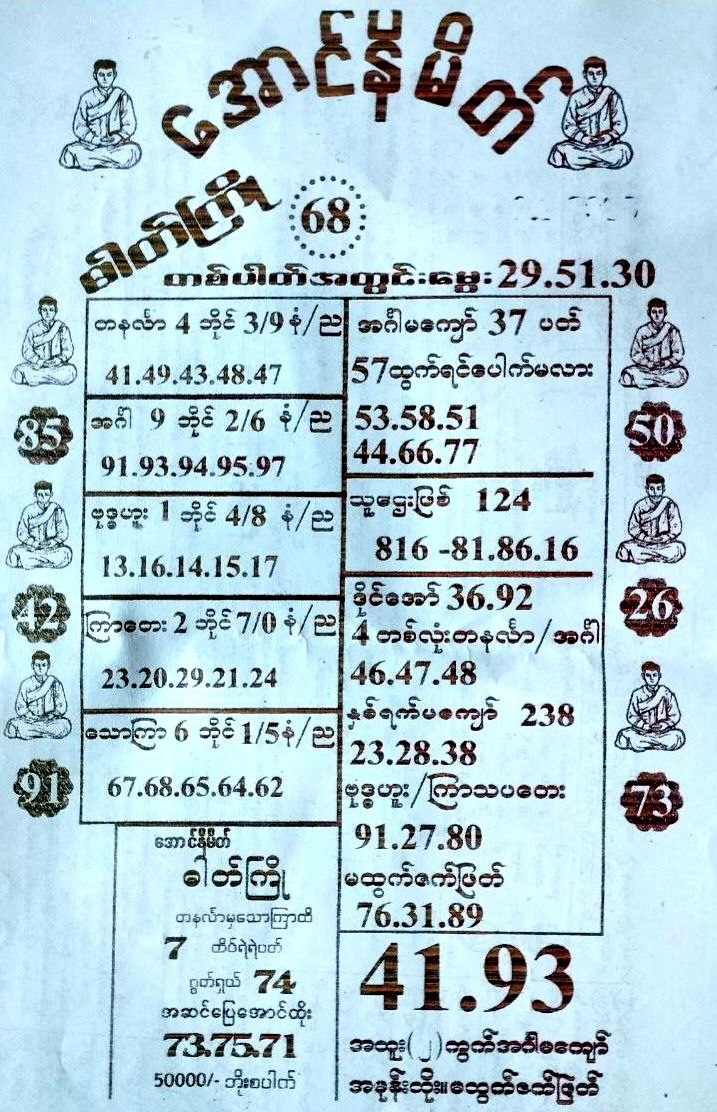 အောင်နိမိတ်
ဓါတ်ကြို 68
တစ်ပါတ်အတွင်းမွေး 29.51.30
တနင်္လာ 4 ဘိုင် 3/9 နံ/ည
41.49.43.48.47
အင်္ဂါ 9 ဘိုင် 2/6 နံ/ည
91.93.94.95.97
ဗုဒ္ဓဟူး 1 ဘိုင် 4/8 နံ/ည
13.16.14.15.17
ကြာတေး 2 ဘိုင် 7/0 နံ/ည
23.20.29.21.24
သောကြာ 6 ဘိုင် 1/5 နံ/ည
67.68.65.64.62
85
42
91
အင်္ဂါမကျော် 37 ပတ်
57ထွက်ရင်ပေါက်မလား
53.58.51
44.66.77
သူဌေးဖြစ် 124
816 -81.86.16
ဒိုင်အော် 36.92
4 တစ်လုံးတနင်္လာ/အင်္ဂါ
46.47.48
နှစ်ရက်မကျော် 238
23.28.38
ဗုဒ္ဓဟူး/ကြာသပတေး
91.27.80
မထွက်ဇက်ဖြတ်
76.31.89
50
26
73
အောင်နိမိတ်
ဓါတ်ကြို
တနင်္လာမှသောကြာထိ
7 ထိပ်ရဲရဲပတ်
ဂွတ်ရှယ် 74
အဆင်ပြေအောင်ထိုး
73.75.71
50000/- ဘိုးစပါက်
41.93
အထူး(၂)ကွက်အင်္ဂါမကျော်
အမုန်းထိုး။မထွက်ဇက်ဖြတ်